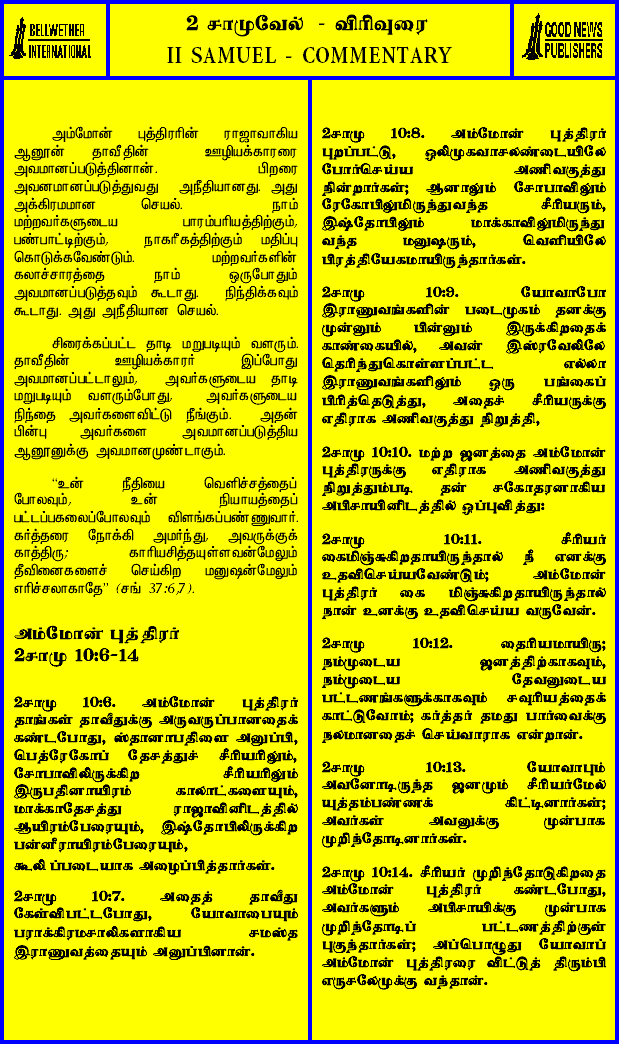 BELLWETHER
INTERNATIONAL
2 சாமுவேல் - விரிவுரை
II SAMUEL - COMMENTARY
GOOD NEWS
PUBLISHERS
அம்மோன் புத்திரரின் ராஜாவாகிய
ஆனூன் தாவீதின் ஊழியக்காரரை
அவமானப்படுத்தினான். பிறரை
அவனமானப்படுத்துவது அநீதியானது. அது
அக்கிரமமான செயல். நாம்
மற்றவர்களுடைய பாரம்பரியத்திற்கும்,
பண்பாட்டிற்கும், நாகரீகத்திற்கும் மதிப்பு
கொடுக்கவேண்டும். மற்றவர்களின்
கலாச்சாரத்தை நாம் ஒருபோதும்
அவமானப்படுத்தவும் கூடாது. நிந்திக்கவும்
கூடாது. அது அநீதியான செயல்.
சிரைக்கப்பட்ட தாடி மறுபடியும் வளரும்.
தாவீதின் ஊழியக்காரர் இப்போது
அவமானப்பட்டாலும், அவர்களுடைய தாடி
மறுபடியும் வளரும்போது, அவர்களுடைய
நிந்தை அவர்களைவிட்டு நீங்கும். அதன்
பின்பு அவர்களை அவமானப்படுத்திய
ஆனூனுக்கு அவமானமுண்டாகும்.
“உன் நீதியை வெளிச்சத்தைப்
போலவும், உன் நியாயத்தைப்
பட்டப்பகலைப்போலவும் விளங்கப்பண்ணுவார்.
கர்த்தரை நோக்கி அமர்ந்து, அவருக்குக்
காத்திரு; காரியசித்தியுள்ளவன்மேலும்
தீவினைகளைச் செய்கிற மனுஷன்மேலும்
எரிச்சலாகாதே” (சங் 37:6,7).
அம்மோன் புத்திரர்
2சாமு 10:6-14
2சாமு 10:6. அம்மோன் புத்திரர்
தாங்கள் தாவீதுக்கு அருவருப்பானதைக்
கண்டபோது, ஸ்தானாபதிளை அனுப்பி,
பெத்ரேகோப் தேசத்துச் சீரியரிலும்,
சோபாவிலிருக்கிற சீரியரிலும்
இருபதினாயிரம் காலாட்களையும்,
மாக்காதேசத்து ராஜாவினிடத்தில்
ஆயிரம்பேரையும், இஷ்தோபிலிருக்கிற
பன்னீராயிரம்பேரையும்,
கூலிப்படையாக அழைப்பித்தார்கள்.
2சாமு 10:7. அதைத் தாவீது
கேள்விபட்டபோது, யோவாபையும்
பராக்கிரமசாலிகளாகிய சமஸ்த
இராணுவத்தையும் அனுப்பினான்.
2சாமு 10:8. அம்மோன் புத்திரர்
புறப்பட்டு, ஒலிமுகவாசலண்டையிலே
போர்செய்ய அணிவகுத்து
நின்றார்கள்; ஆனாலும் சோபாவிலும்
ரேகோபிலுமிருந்துவந்த சீரியரும்,
இஷ்தோபிலும் மாக்காவிலுமிருந்து
வந்த மனுஷரும், வெளியிலே
பிரத்தியேகமாயிருந்தார்கள்.
2சாமு 10:9. யோவாபோ
இராணுவங்களின் படைமுகம் தனக்கு
முன்னும் பின்னும் இருக்கிறதைக்
காண்கையில், அவன் இஸ்ரவேலிலே
தெரிந்துகொள்ளப்பட்ட எல்லா
இராணுவங்களிலும் ஒரு பங்கைப்
பிரித்தெடுத்து, அதைச் சீரியருக்கு
எதிராக அணிவகுத்து நிறுத்தி,
2சாமு 10:10. மற்ற ஜனத்தை அம்மோன்
புத்திரருக்கு எதிராக அணிவகுத்து
நிறுத்தும்படி தன் சகோதரனாகிய
அபிசாயினிடத்தில் ஒப்புவித்து:
2சாமு 10:11. சீரியர்
கைமிஞ்சுகிறதாயிருந்தால் நீ எனக்கு
உதவிசெய்யவேண்டும்; அம்மோன்
புத்திரர் கை மிஞ்சுகிறதாயிருந்தால்
நான் உனக்கு உதவிசெய்ய வருவேன்.
2சாமு 10:12. தைரியமாயிரு;
நம்முடைய ஜனத்திற்காகவும்,
நம்முடைய தேவனுடைய
பட்டணங்களுக்காகவும் சவுரியத்தைக்
காட்டுவோம்; கர்த்தர் தமது பார்வைக்கு
நலமானதைச் செய்வாராக என்றான்.
2சாமு 10:13. யோவாபும்
அவனோடிருந்த ஜனமும் சீரியர்மேல்
யுத்தம்பண்ணக் கிட்டினார்கள்;
அவர்கள் அவனுக்கு முன்பாக
முறிந்தோடினார்கள்.
2சாமு 10:14. சீரியர் முறிந்தோடுகிறதை
அம்மோன் புத்திரர் கண்டபோது,
அவர்களும் அபிசாயிக்கு முன்பாக
முறிந்தோடிப் பட்டணத்திற்குள்
புகுந்தார்கள்; அப்பொழுது யோவாப்
அம்மோன் புத்திரரை விட்டுத் திரும்பி
எருசலேமுக்கு வந்தான்.